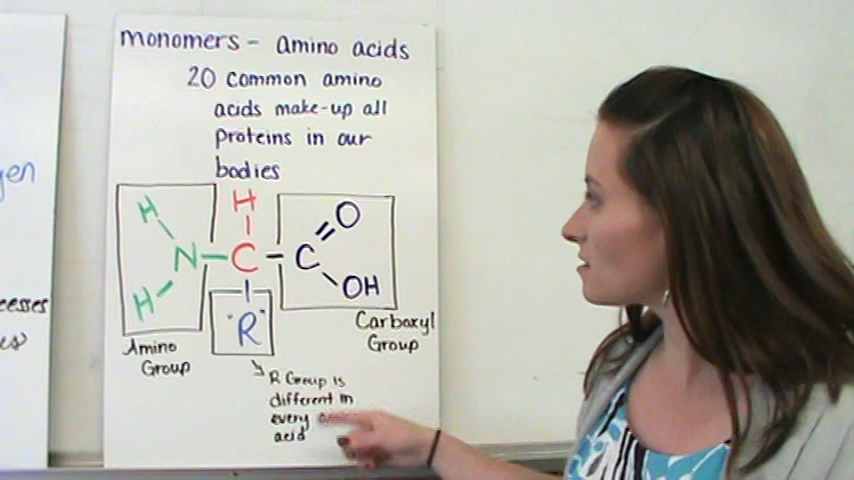 monomers - amino acids
20 common amino
acids make-up all
proteins in our
bodies
H
H
H
N
C
C
O
OH
R
Amino
Group
Carboxyl
Group
R Group is
different in
every amino
acid